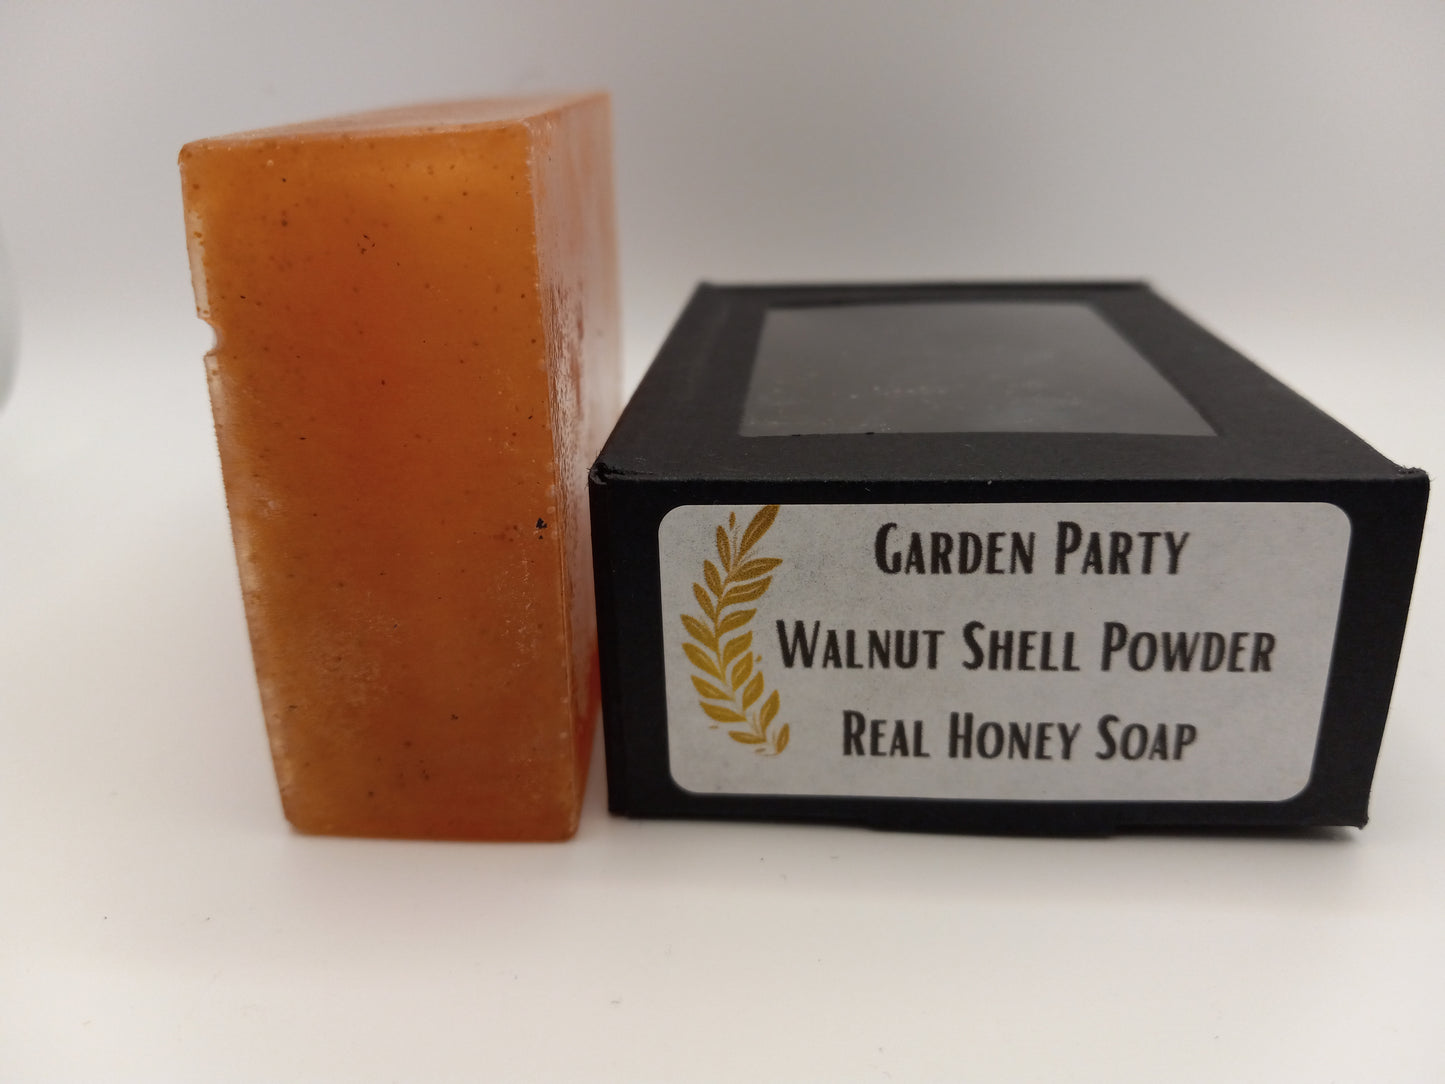 Garden Party
Walnut Shell Powder
Real Honey Soap